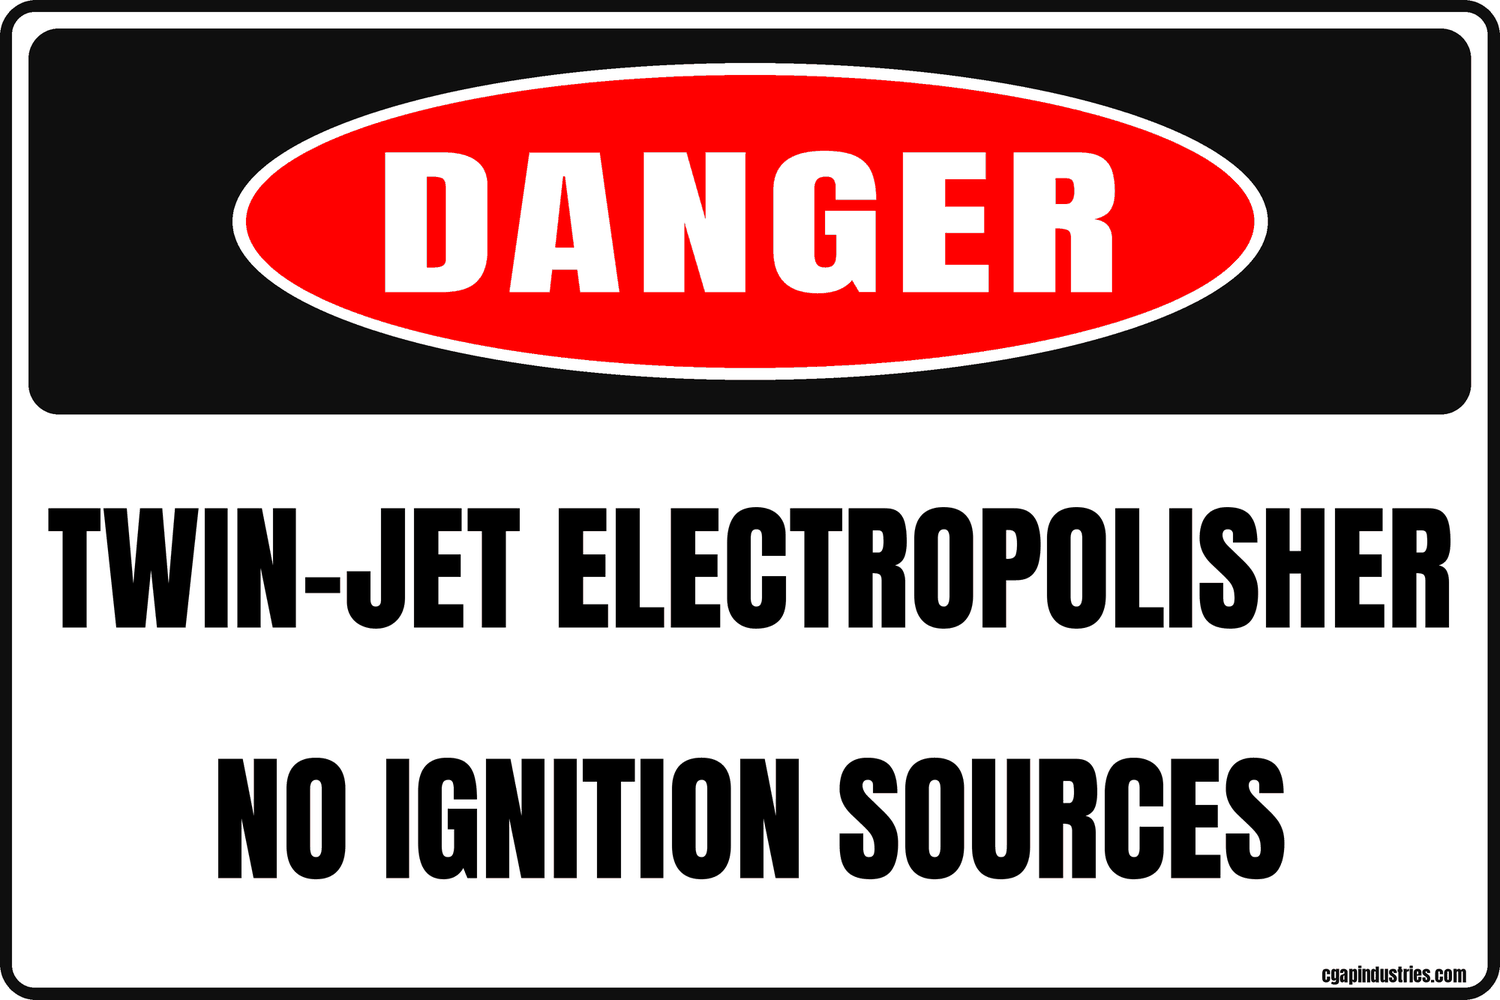 DANGER
TWIN-JET ELECTROPOLISHER
NO IGNITION SOURCES
cgapindustries.com